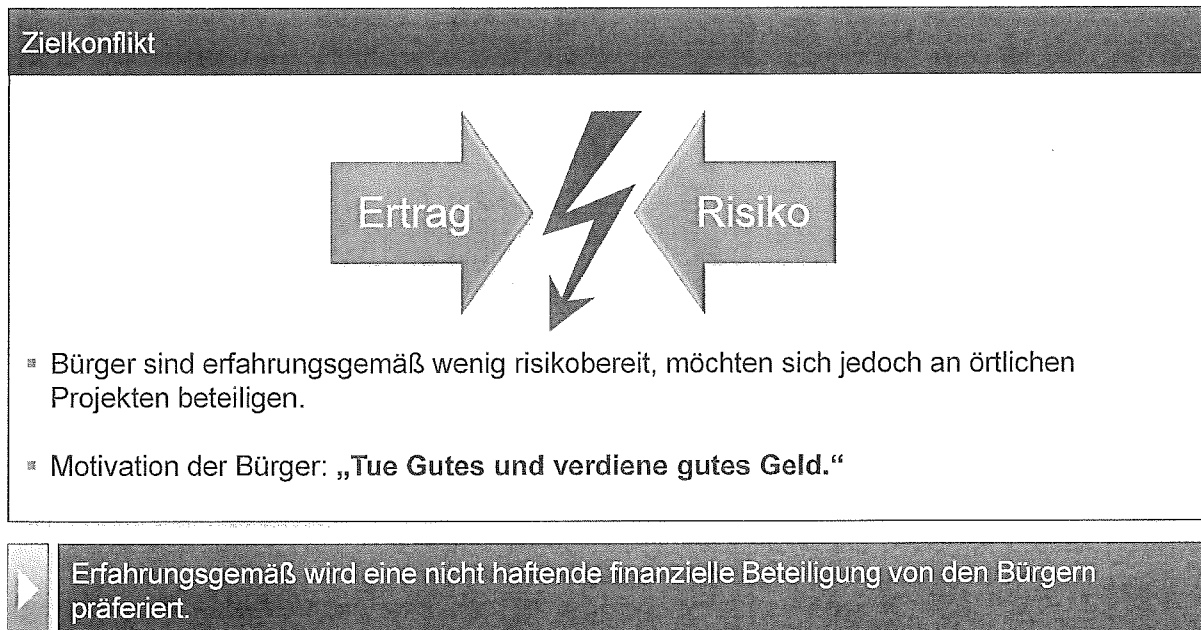 Zielkonflikt
Ertrag
Risiko
Bürger sind erfahrungsgemäß wenig risikobereit, möchten sich jedoch an örtlichen
Projekten beteiligen.
Motivation der Bürger: „Tue Gutes und verdiene gutes Geld.“
Erfahrungsgemäß wird eine nicht haftende finanzielle Beteiligung von den Bürgern
präferiert.